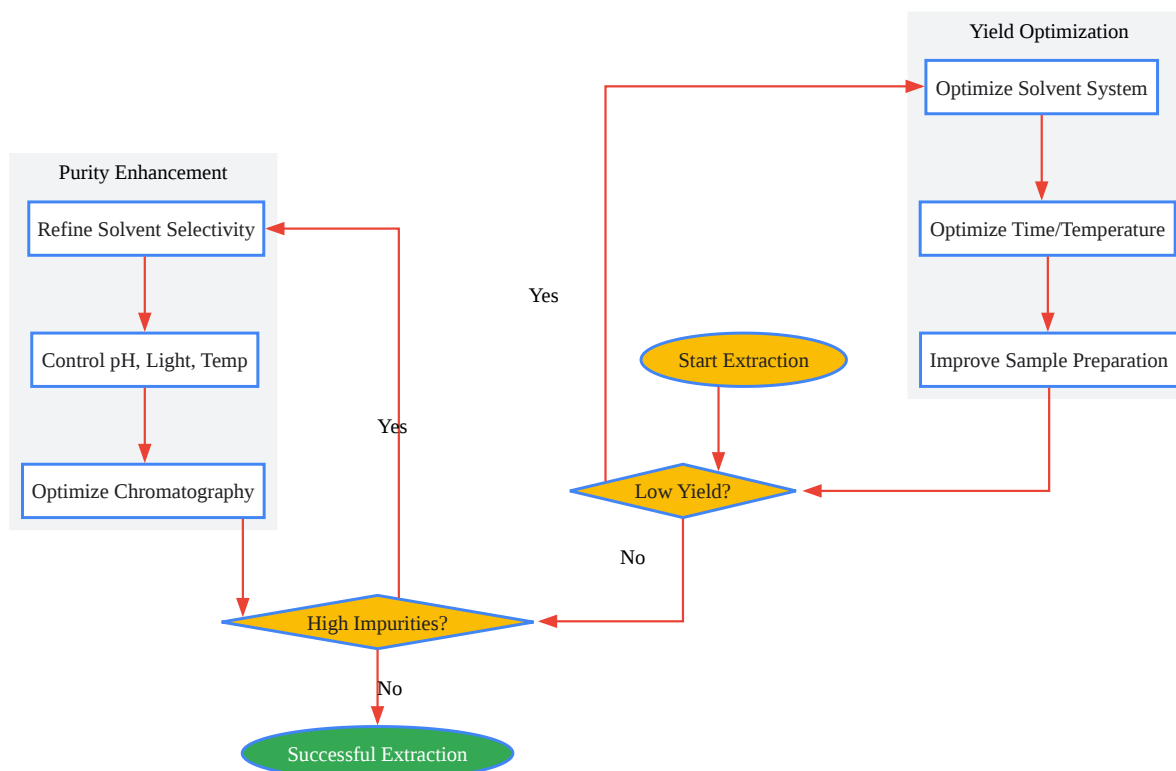 Yield Optimization
Optimize Solvent System
Purity Enhancement
Refine Solvent Selectivity
Optimize Time/Temperature
Yes
Start Extraction
Control pH, Light, Temp
Improve Sample Preparation
Yes
Optimize Chromatography
Low Yield?
No
High Impurities?
No
Successful Extraction